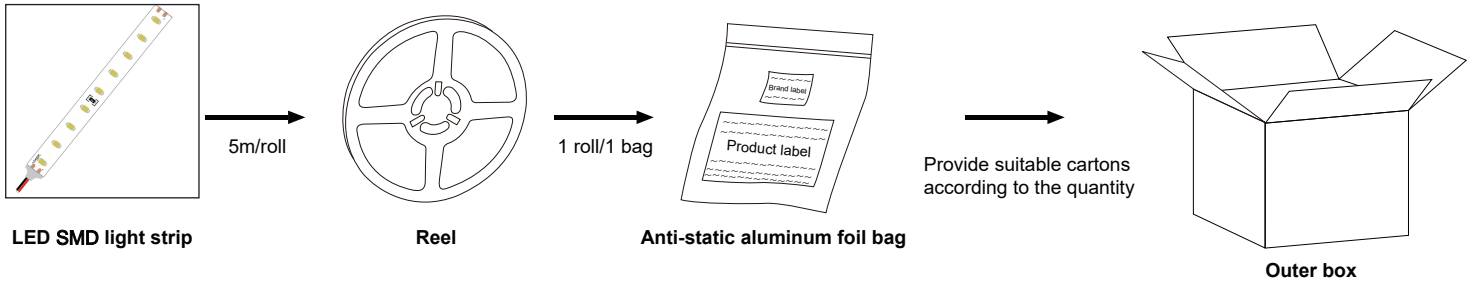 5m/roll
1 roll/1 bag
Brand label
Product label
Provide suitable cartons
according to the quantity
LED SMD light strip
Reel
Anti-static aluminum foil bag
Outer box